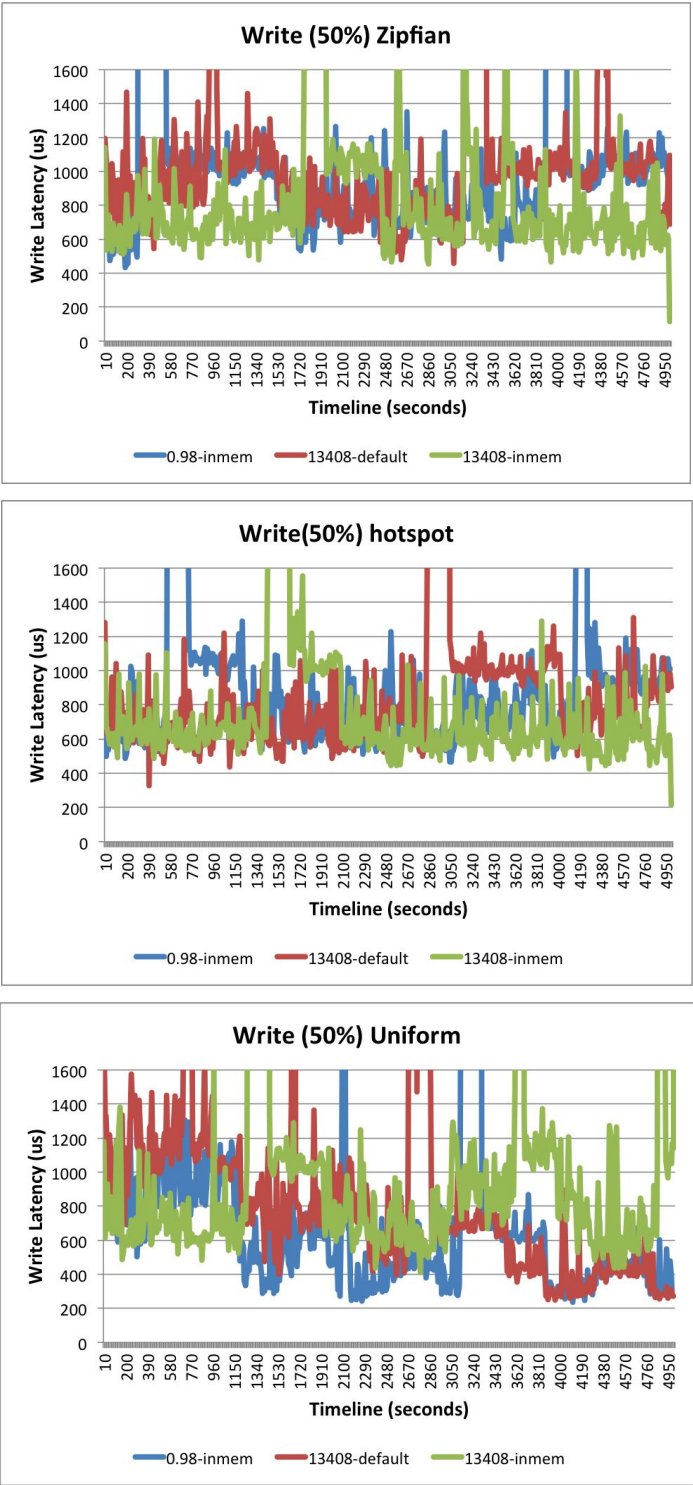 Write (50%) Zipfian
1600
1400
1200
1000
800
600
400
200
0
Write Latency (us)
10 200 390 580 770 960 1150 1340 1530 1720 1910 2100 2290 2480 2670 2860 3050 3240 3430 3620 3810 4000 4190 4380 4570 4760 4950
Timeline (seconds)
0.98-inmem 13408-default 13408-inmem
Write(50%) hotspot
1600
1400
1200
1000
800
600
400
200
0
Write Latency (us)
10 200 390 580 770 960 1150 1340 1530 1720 1910 2100 2290 2480 2670 2860 3050 3240 3430 3620 3810 4000 4190 4380 4570 4760 4950
Timeline (seconds)
0.98-inmem 13408-default 13408-inmem
Write (50%) Uniform
1600
1400
1200
1000
800
600
400
200
0
Write Latency (us)
10 200 390 580 770 960 1150 1340 1530 1720 1910 2100 2290 2480 2670 2860 3050 3240 3430 3620 3810 4000 4190 4380 4570 4760 4950
Timeline (seconds)
0.98-inmem 13408-default 13408-inmem